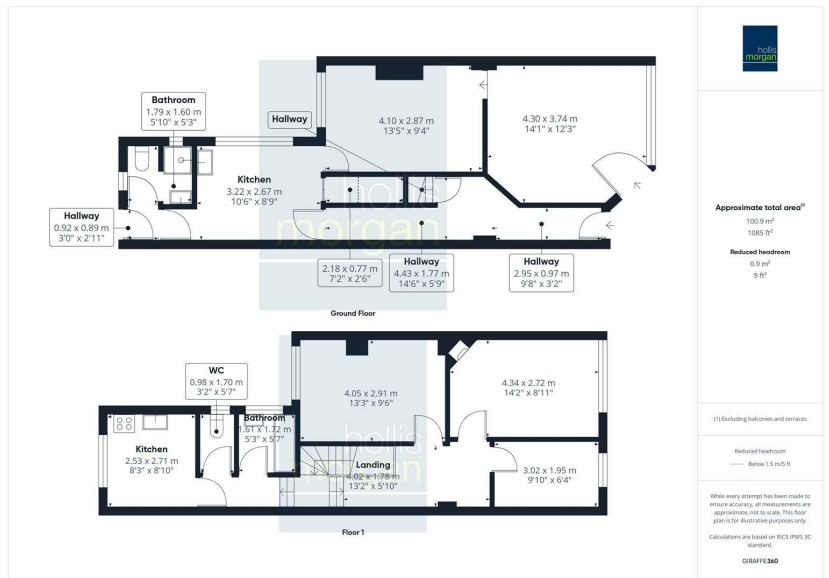 hollis
morgan
Bathroom
1.79 x 1.60 m
5'10" x 5'3"
Hallway
4.10 x 2.87 m
13'5" x 9'4"
4.30 x 3.74 m
14'1" x 12'3"
Kitchen
3.22 x 2.67 m
10'6" x 8'9"
Hallway
0.92 x 0.89 m
3'0" x 2'11"
hollis
morgan
2.18 x 0.77 m
7'2" x 2'6"
Hallway
4.43 x 1.77 m
14'6" x 5'9"
Hallway
2.95 x 0.97 m
9'8" x 3'2"
Ground Floor
WC
0.98 x 1.70 m
3'2" x 5'7"
Bathroom
1.61 x 1.72 m
5'3" x 5'7"
4.05 x 2.91 m
13'3" x 9'6"
4.34 x 2.72 m
14'2" x 8'11"
Kitchen
2.53 x 2.71 m
8'3" x 8'10"
hollis
morgan
Landing
4.02 x 1.78 m
13'2" x 5'10"
3.02 x 1.95 m
9'10" x 6'4"
Floor 1
Approximate total area(1)
100.9 m²
1085 ft²
Reduced headroom
0.9 m²
9 ft²
(1) Excluding balconies and terraces
Reduced headroom
Below 1.5 m/5 ft
While every attempt has been made to
ensure accuracy, all measurements are
approximate, not to scale. This floor
plan is for illustrative purposes only.
Calculations are based on RICS IPMS 3C
standard.
GIRAFFE360